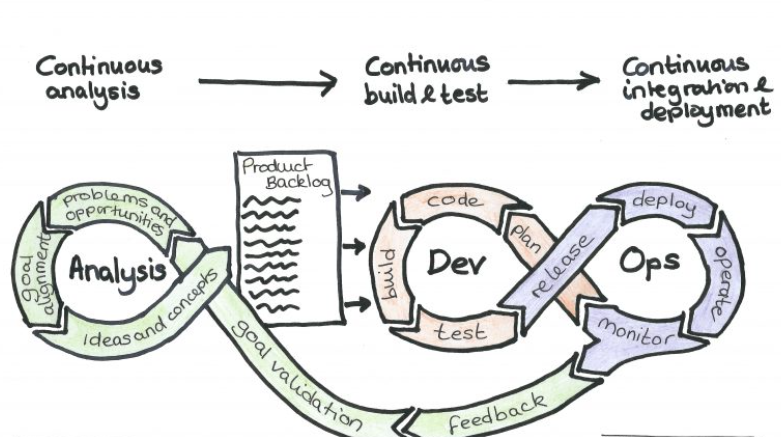 Continuous
analysis
Continuous
build & test
Continuous
integration &
deployment
Product
Backlog
problems and
opportunities
goal
alignment
Analysis
Ideas and concepts
goal validation
feedback
code
plan
build
Dev
test
release
deploy
Ops
operate
monitor